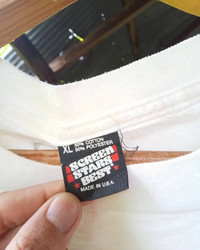 XL 50% COTTON
50% POLYESTER
SCREEN
STARS
BEST
MADE IN U.S.A.